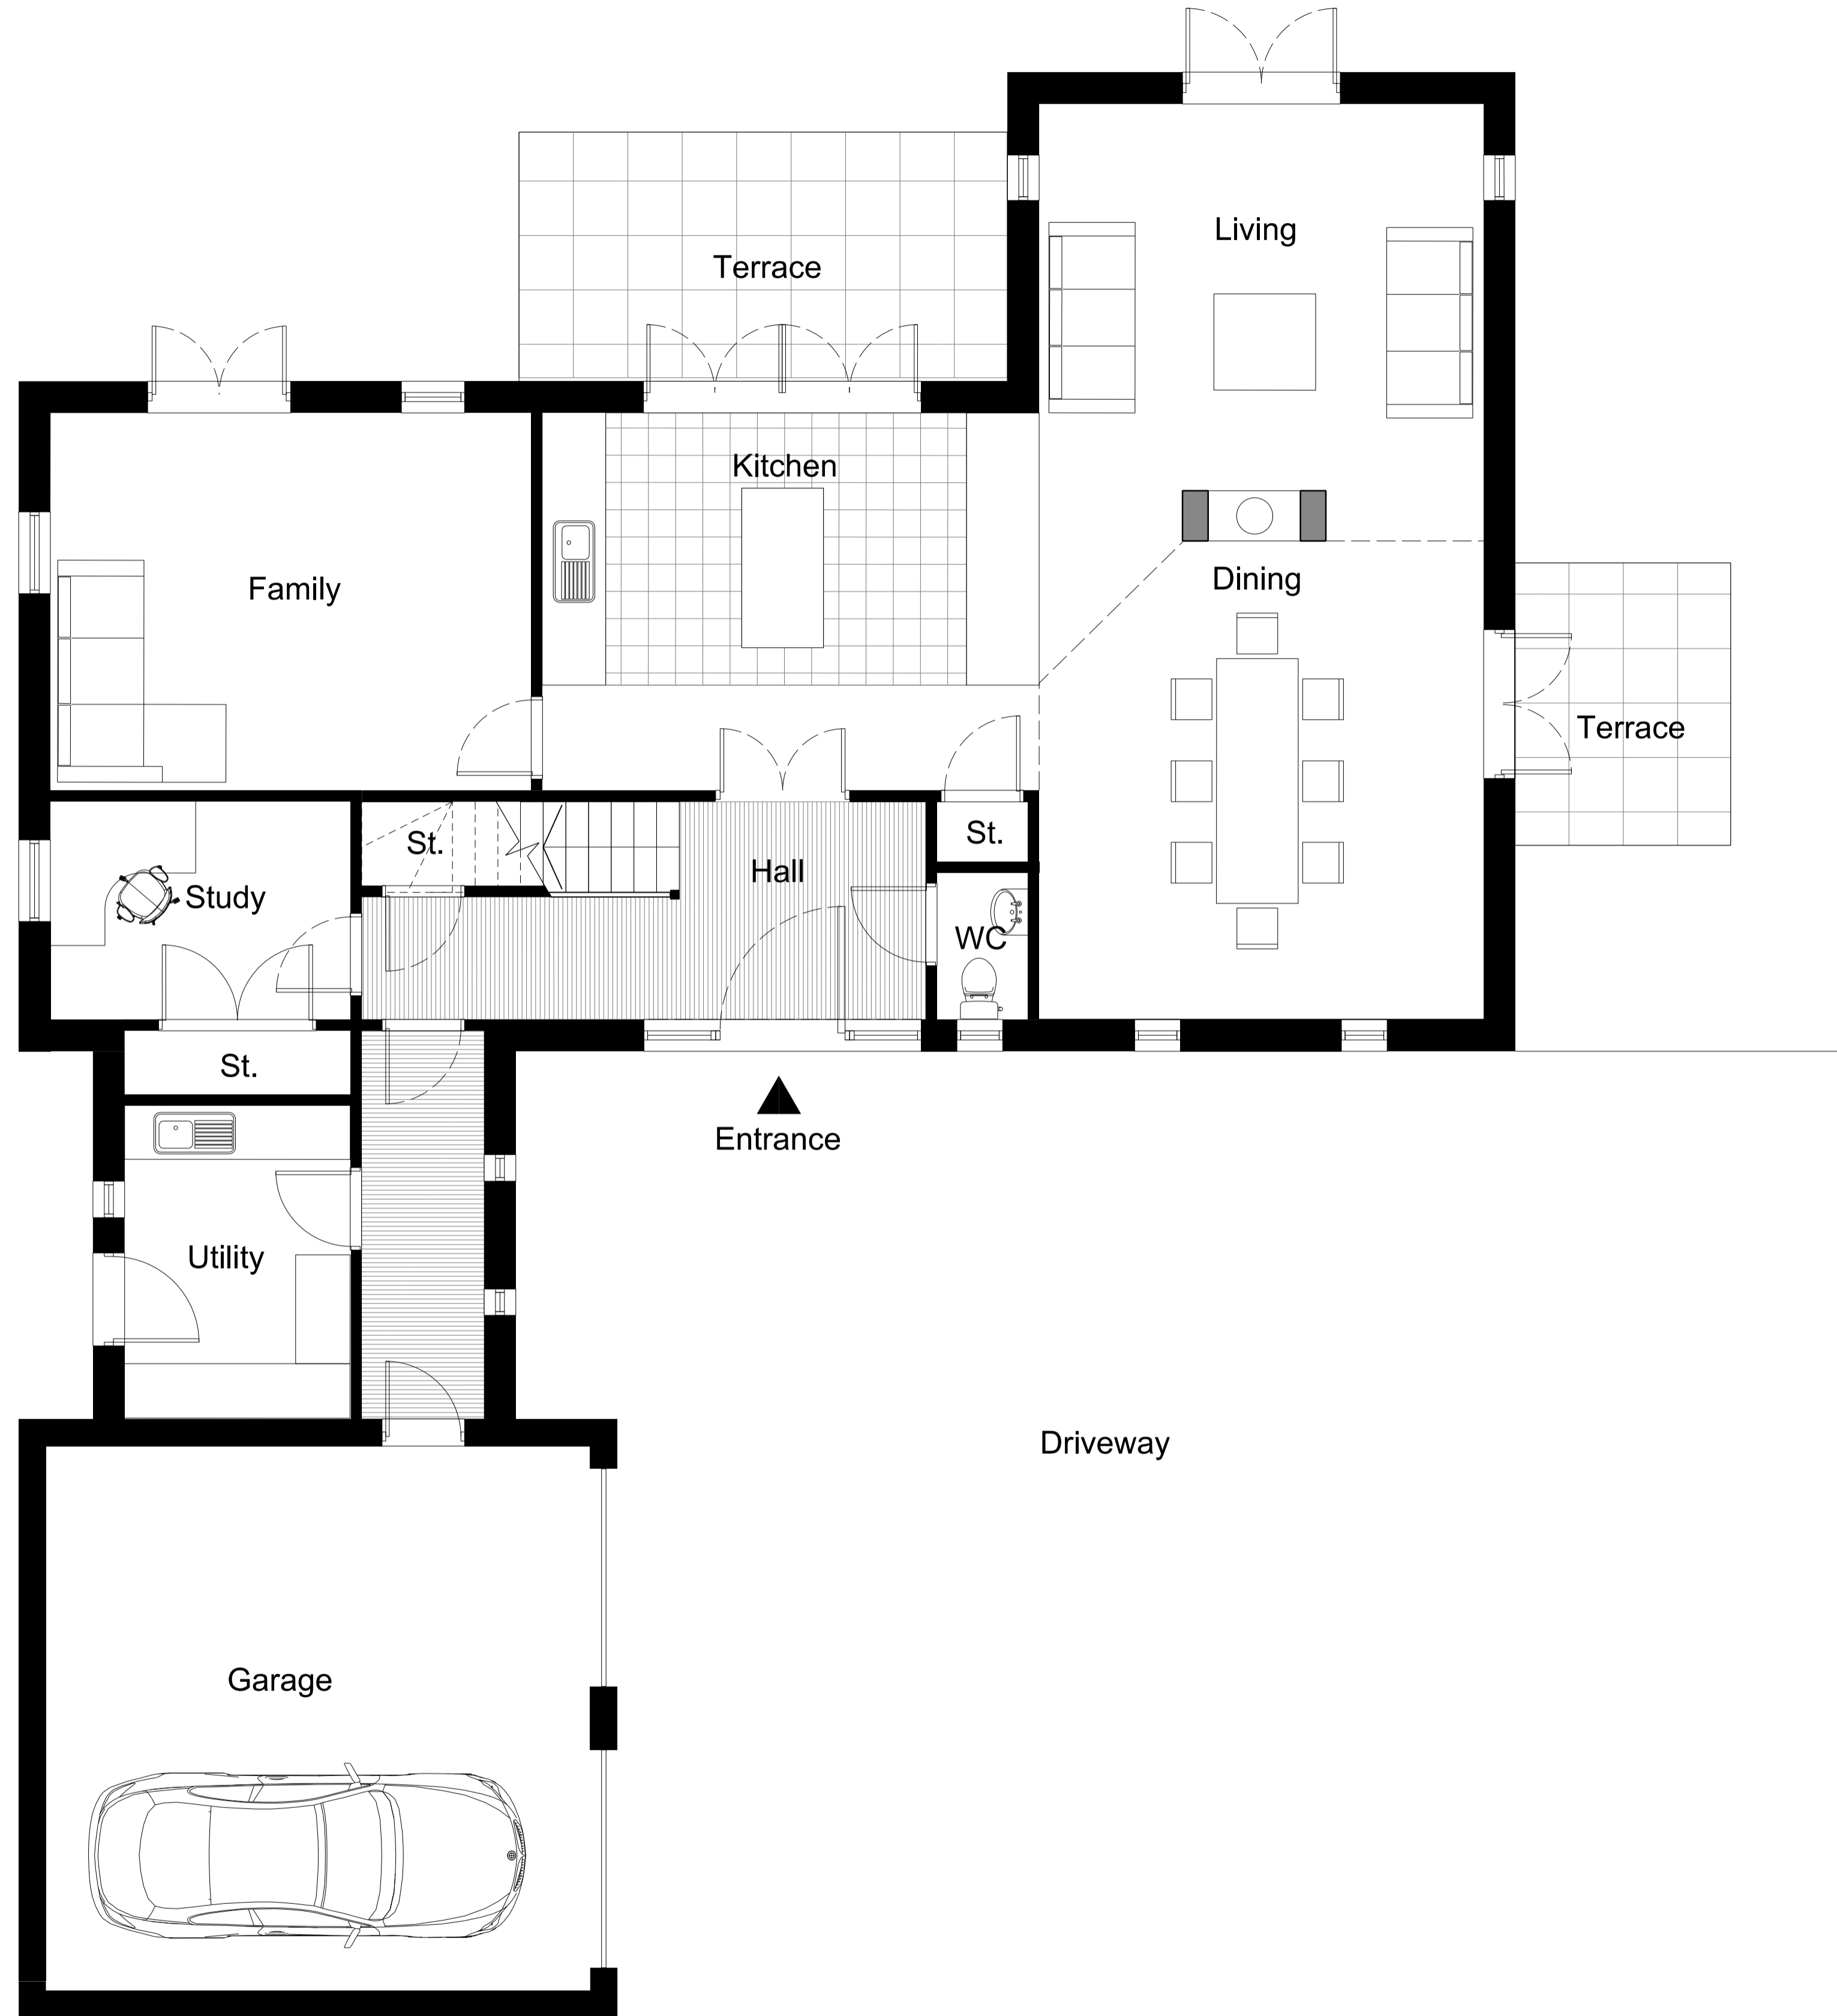 Living
Terrace
Kitchen
Family
Dining
Terrace
St.
St.
Hall
Study
WC
St.
Entrance
Utility
Driveway
Garage